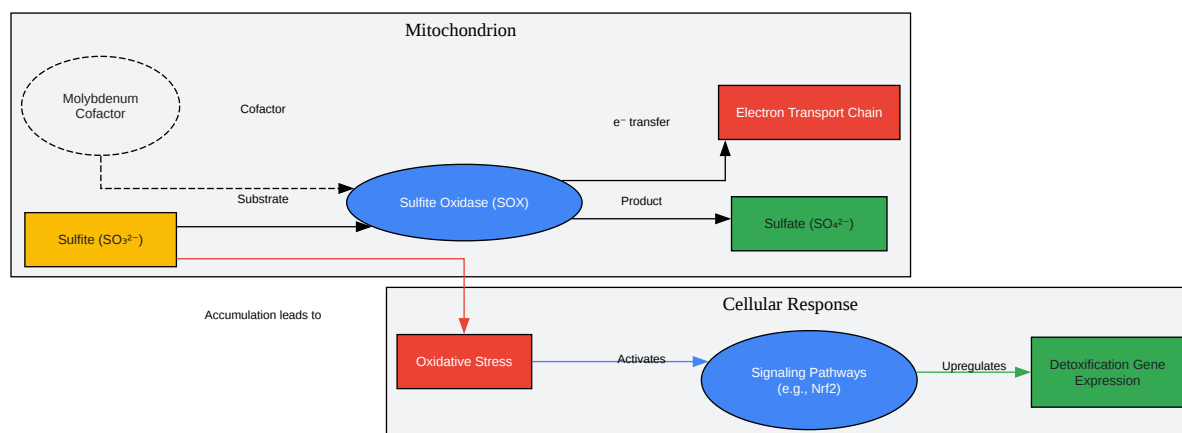 Mitochondrion
Molybdenum
Cofactor
Cofactor
e⁻ transfer
Electron Transport Chain
Substrate
Sulfite Oxidase (SOX)
Product
Sulfite (SO₃²⁻)
Sulfate (SO₄²⁻)
Accumulation leads to
Cellular Response
Oxidative Stress
Activates
Signaling Pathways
(e.g., Nrf2)
Upregulates
Detoxification Gene
Expression